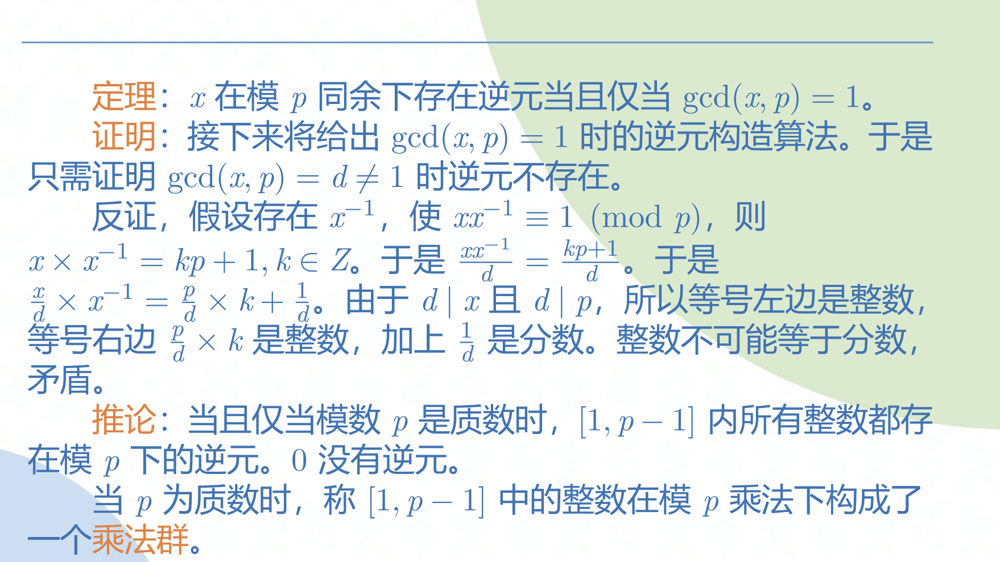 定理：$x$ 在模 $p$ 同余下存在逆元当且仅当 $\gcd(x, p) = 1$。
证明：接下来将给出 $\gcd(x, p) = 1$ 时的逆元构造算法。于是
只需证明 $\gcd(x, p) = d \neq 1$ 时逆元不存在。
反证，假设存在 $x^{-1}$，使 $xx^{-1} \equiv 1 \pmod{p}$，则
$x \times x^{-1} = kp + 1, k \in Z$。于是 $\frac{xx^{-1}}{d} = \frac{kp+1}{d}$。于是
$\frac{x}{d} \times x^{-1} = \frac{p}{d} \times k + \frac{1}{d}$。由于 $d \mid x$ 且 $d \mid p$，所以等号左边是整数，
等号右边 $\frac{p}{d} \times k$ 是整数，加上 $\frac{1}{d}$ 是分数。整数不可能等于分数，
矛盾。
推论：当且仅当模数 $p$ 是质数时，$[1, p-1]$ 内所有整数都存
在模 $p$ 下的逆元。0 没有逆元。
当 $p$ 为质数时，称 $[1, p-1]$ 中的整数在模 $p$ 乘法下构成了
一个乘法群。